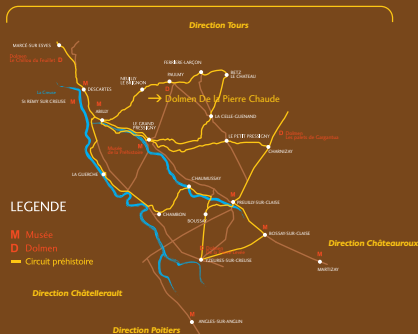 Direction Tours
MARCÉ-SUR-ESVES
D
FERRIÈRE-LARÇON
BETZ
LE CHATEAU
NEUILLY
LE BRIGNON
PAULMY
M
DESCARTES
D
Dolmen De la Pierre Chaude
ST REMY SUR CREUSE
M
M
ABILLY
LA CELLE-GUENAND
LE GRAND
PRESSIGNY
LE PETIT PRESSIGNY
D
M
CHARNIZAY
LA GUERCHE
CHAUMUSSAY
M
PREUILLY-SUR-CLAISE
LEGENDE
CHAMBON
BOUSSAY
M
BOSSAY-SUR-CLAISE
M Musée
D Dolmen
Circuit préhistoire
Direction Châteauroux
M
MARTIZAY
Direction Châtellerault
M
ANGLES-SUR-ANGLIN
Direction Poitiers